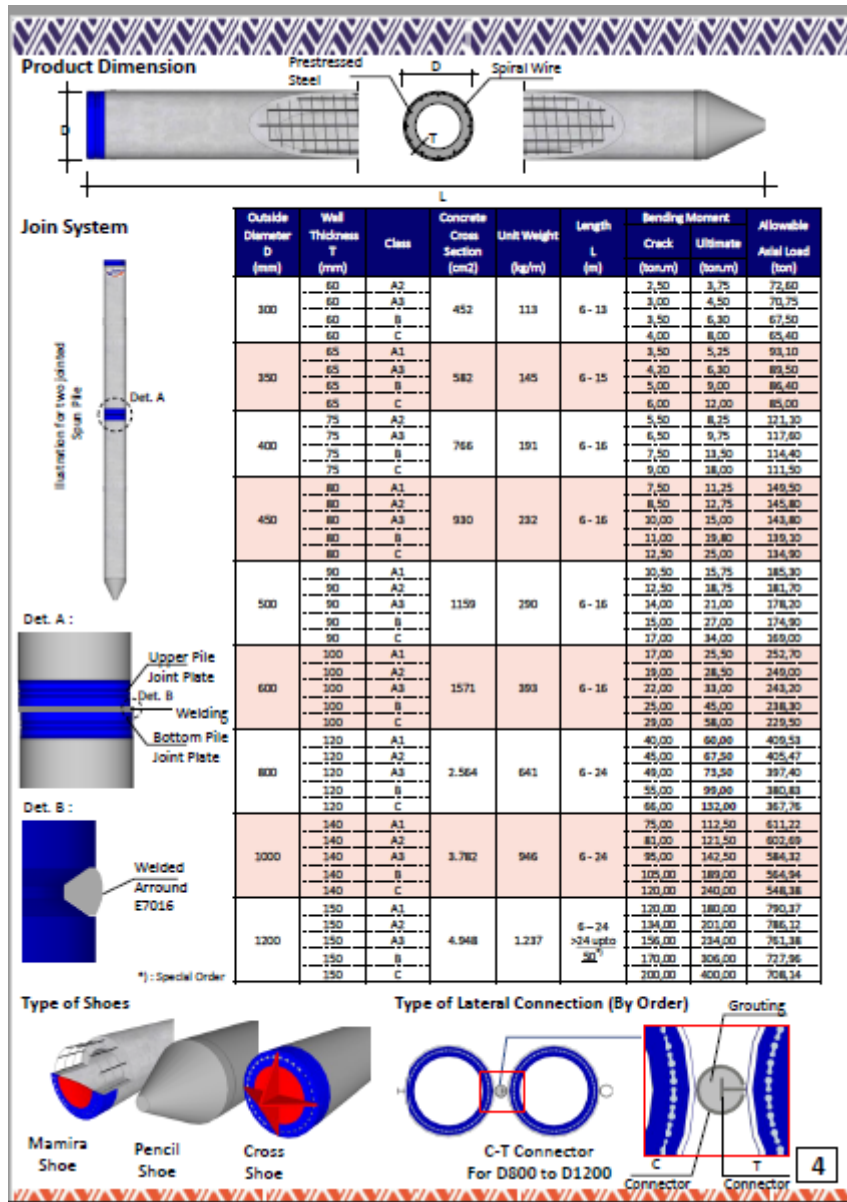 Product Dimension
Prestressed
Steel
D
Spiral Wire
D
T
L
Join System
Outside Diameter D (mm) Wall Thickness T (mm) Class Concrete Cross Section (cm2) Unit Weight (kg/m) Length L (m) Bending Moment Crack (ton.m) Ultimate (ton.m) Allowable Axial Load (ton)
300 452 113 6 - 13
60 A2 2,50 3,75 72,60
60 A3 3,00 4,50 70,75
60 B 3,50 6,30 67,50
60 C 4,00 8,00 65,40
350 582 145 6 - 15
65 A1 3,50 5,25 93,10
65 A3 4,20 6,30 89,50
65 B 5,00 9,00 86,40
65 C 6,00 12,00 85,00
400 766 191 6 - 16
75 A2 5,50 8,25 121,10
75 A3 6,50 9,75 117,60
75 B 7,50 13,50 114,40
75 C 9,00 18,00 111,50
450 930 232 6 - 16
80 A1 7,50 11,25 149,50
80 A2 8,50 12,75 145,80
80 A3 10,00 15,00 143,80
80 B 11,00 19,80 139,10
80 C 12,50 25,00 134,90
500 1159 290 6 - 16
90 A1 10,50 15,75 185,30
90 A2 12,50 18,75 181,70
90 A3 14,00 21,00 178,20
90 B 15,00 27,00 174,90
90 C 17,00 34,00 169,00
600 1571 393 6 - 16
100 A1 17,00 25,50 252,70
100 A2 19,00 28,50 249,00
100 A3 22,00 33,00 243,20
100 B 25,00 45,00 238,30
100 C 29,00 58,00 229,50
800 2.564 641 6 - 24
120 A1 40,00 60,00 409,53
120 A2 45,00 67,50 405,47
120 A3 49,00 73,50 397,40
120 B 55,00 99,00 380,83
120 C 66,00 132,00 367,76
1000 3.782 946 6 - 24
140 A1 75,00 112,50 611,22
140 A2 81,00 121,50 602,69
140 A3 95,00 142,50 584,32
140 B 105,00 189,00 564,94
140 C 120,00 240,00 548,38
1200 4.948 1.237 6 – 24 >24 upto 50*)
150 A1 120,00 180,00 790,37
150 A2 134,00 201,00 786,12
150 A3 156,00 234,00 761,38
150 B 170,00 306,00 727,96
150 C 200,00 400,00 708,14
Illustration for two jointed
Spun Pile
Det. A
Det. A :
Upper Pile
Joint Plate
Det. B
Welding
Bottom Pile
Joint Plate
Det. B :
Welded
Arround
E7016
*) : Special Order
Type of Shoes
Mamira
Shoe
Pencil
Shoe
Cross
Shoe
Type of Lateral Connection (By Order)
Grouting
C-T Connector
For D800 to D1200
C
Connector
T
Connector
4